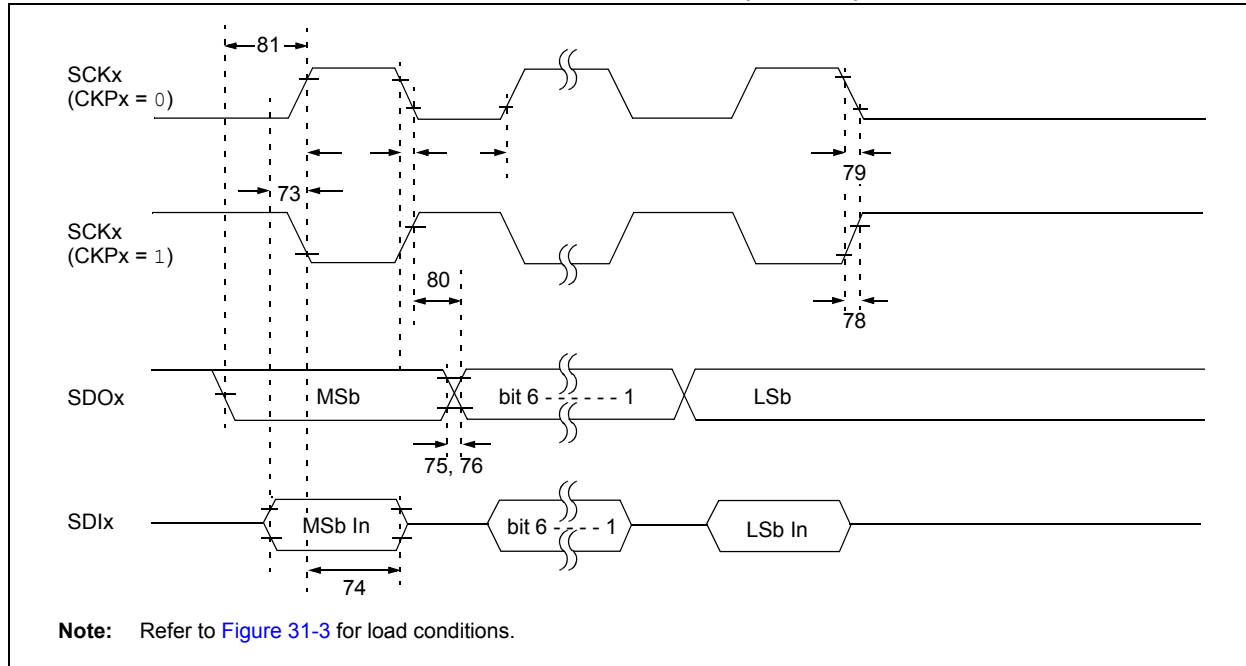 81
SCKx
(CKPx = 0)
73
79
SCKx
(CKPx = 1)
80
78
SDOx
MSb
bit 6 - - - - - - 1
LSb
75, 76
SDIx
MSb In
bit 6 - - - - - 1
LSb In
74
Note: Refer to Figure 31-3 for load conditions.